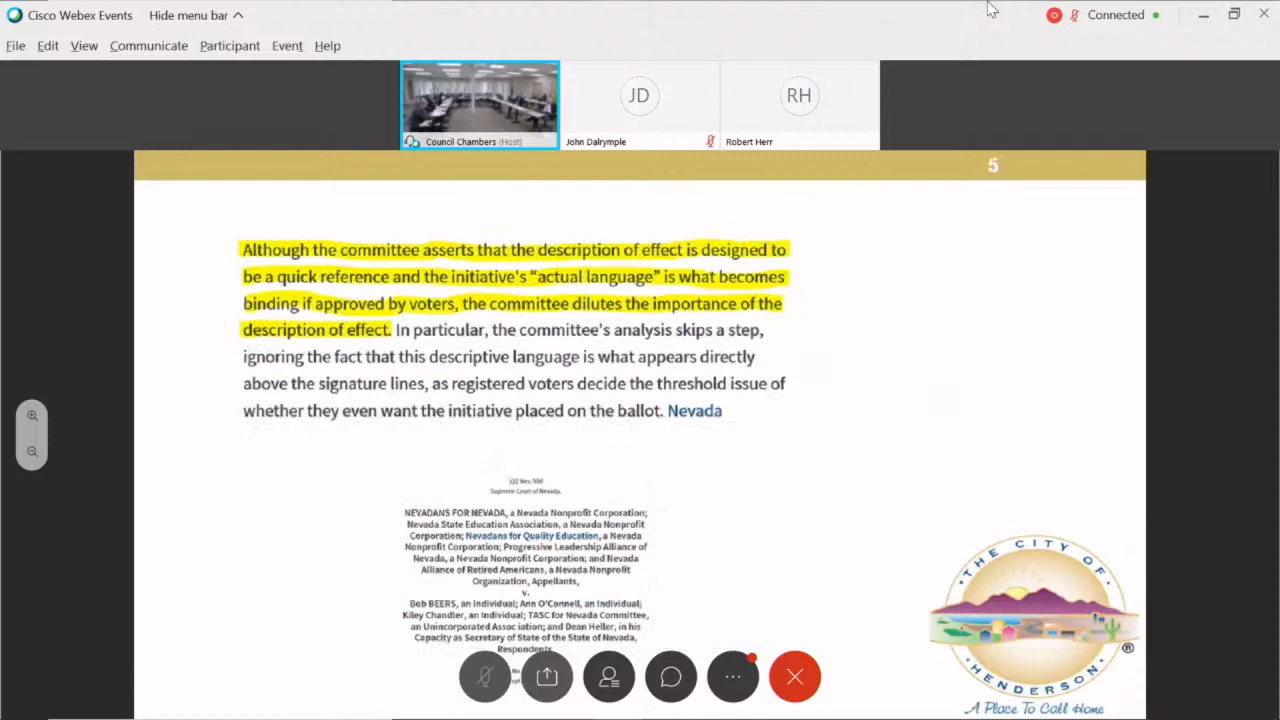 Cisco Webex Events
Hide menu bar
Connected
File Edit View Communicate Participant Event Help
JD
RH
Council Chambers (Host)
John Dalrymple
Robert Herr
5
Although the committee asserts that the description of effect is designed to
be a quick reference and the initiative's “actual language” is what becomes
binding if approved by voters, the committee dilutes the importance of the
description of effect. In particular, the committee's analysis skips a step,
ignoring the fact that this descriptive language is what appears directly
above the signature lines, as registered voters decide the threshold issue of
whether they even want the initiative placed on the ballot. Nevada
122 Nev. 930
Supreme Court of Nevada.
NEVADANS FOR NEVADA, a Nevada Nonprofit Corporation;
Nevada State Education Association, a Nevada Nonprofit
Corporation; Nevadans for Quality Education, a Nevada
Nonprofit Corporation; Progressive Leadership Alliance of
Nevada, a Nevada Nonprofit Corporation; and Nevada
Alliance of Retired Americans, a Nevada Nonprofit
Organization, Appellants,
v.
Bob BEERS, an Individual; Ann O'Connell, an Individual;
Kiley Chandler, an Individual; TASC for Nevada Committee,
an Unincorporated Association; and Dean Heller, in his
Capacity as Secretary of State of the State of Nevada,
Respondents.
THE CITY OF
HENDERSON
®
A Place To Call Home